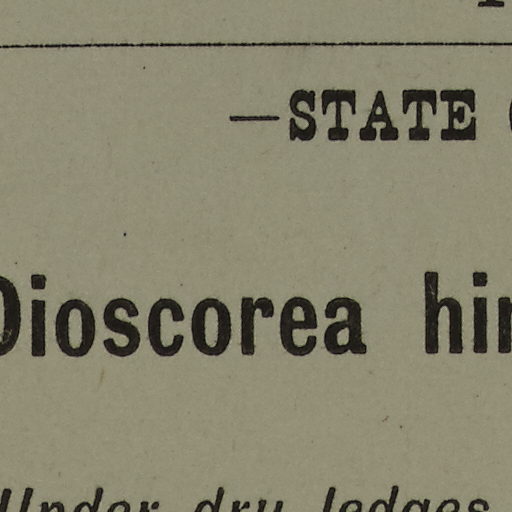 —STATE
Dioscorea
Under dry ledges